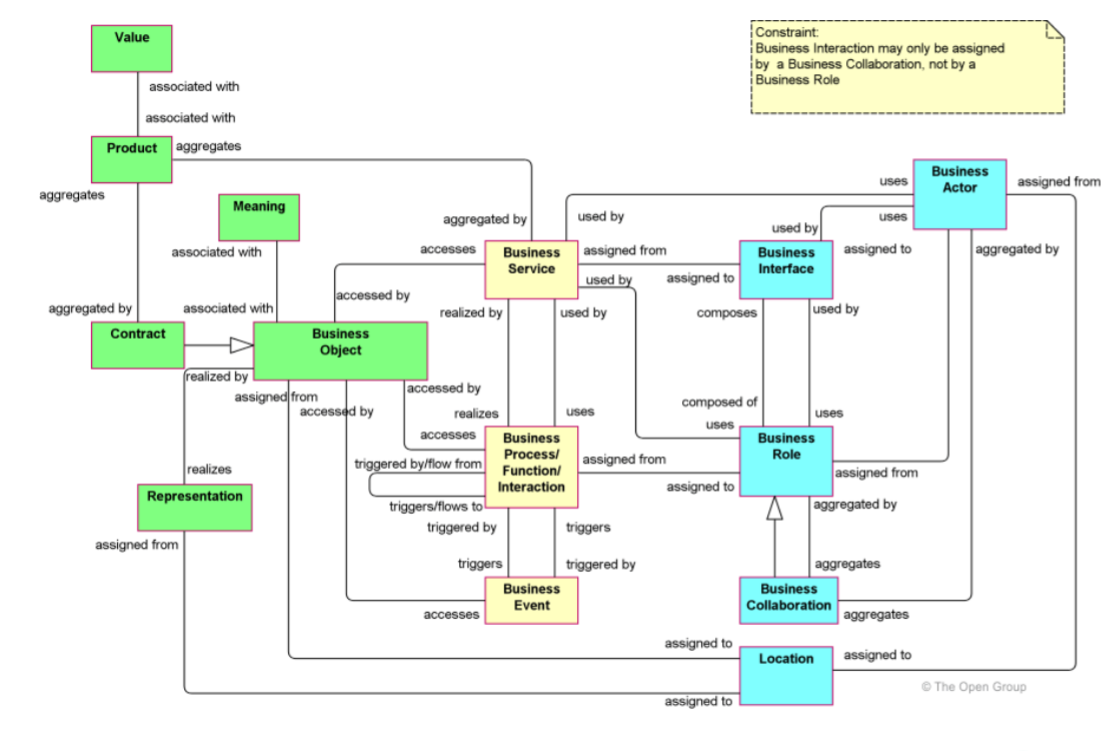 Value
Constraint:
Business Interaction may only be assigned
by  a Business Collaboration, not by a
Business Role
associated with
associated with
Product
aggregates
aggregates
Business
Actor
uses
assigned from
Meaning
uses
aggregated by
used by
used by
associated with
accesses
Business
Service
assigned from
Business
Interface
assigned to
aggregated by
assigned to
used by
accessed by
aggregated by
associated with
realized by
used by
composes
used by
Contract
Business
Object
realized by
assigned from
accessed by
accessed by
realizes
uses
composed of
uses
uses
accesses
Business
Process/
Function/
Interaction
Business
Role
triggered by/flow from
assigned from
assigned from
realizes
assigned to
Representation
triggers/flows to
aggregated by
triggered by
triggers
assigned from
triggers
triggered by
aggregates
Business
Event
Business
Collaboration
accesses
aggregates
assigned to
Location
assigned to
© The Open Group
assigned to